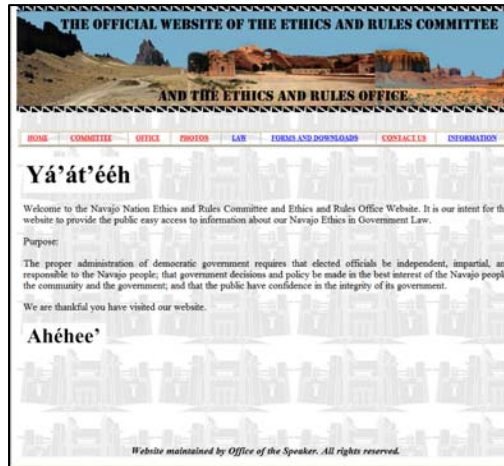 THE OFFICIAL WEBSITE OF THE ETHICS AND RULES COMMITTEE
AND THE ETHICS AND RULES OFFICE
HOME COMMITTEE OFFICE PHOTOS LAW FORMS AND DOWNLOADS CONTACT US INFORMATION
Yá’át’ééh
Welcome to the Navajo Nation Ethics and Rules Committee and Ethics and Rules Office Website. It is our intent for th
website to provide the public easy access to information about our Navajo Ethics in Government Law.
Purpose:
The proper administration of democratic government requires that elected officials be independent, impartial, an
responsible to the Navajo people; that government decisions and policy be made in the best interest of the Navajo peopl
the community and the government; and that the public have confidence in the integrity of its government.
We are thankful you have visited our website.
Ahéhee’
Website maintained by Office of the Speaker. All rights reserved.